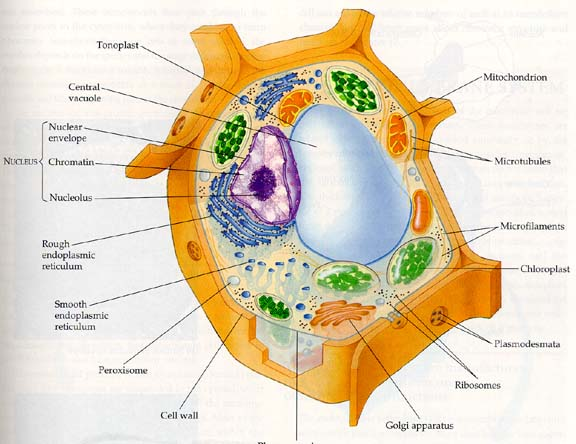 Tonoplast
Central
vacuole
Nuclear
envelope
NUCLEUS
Chromatin
Nucleolus
Rough
endoplasmic
reticulum
Smooth
endoplasmic
reticulum
Peroxisome
Cell wall
Mitochondrion
Microtubules
Microfilaments
Chloroplast
Plasmodesmata
Ribosomes
Golgi apparatus